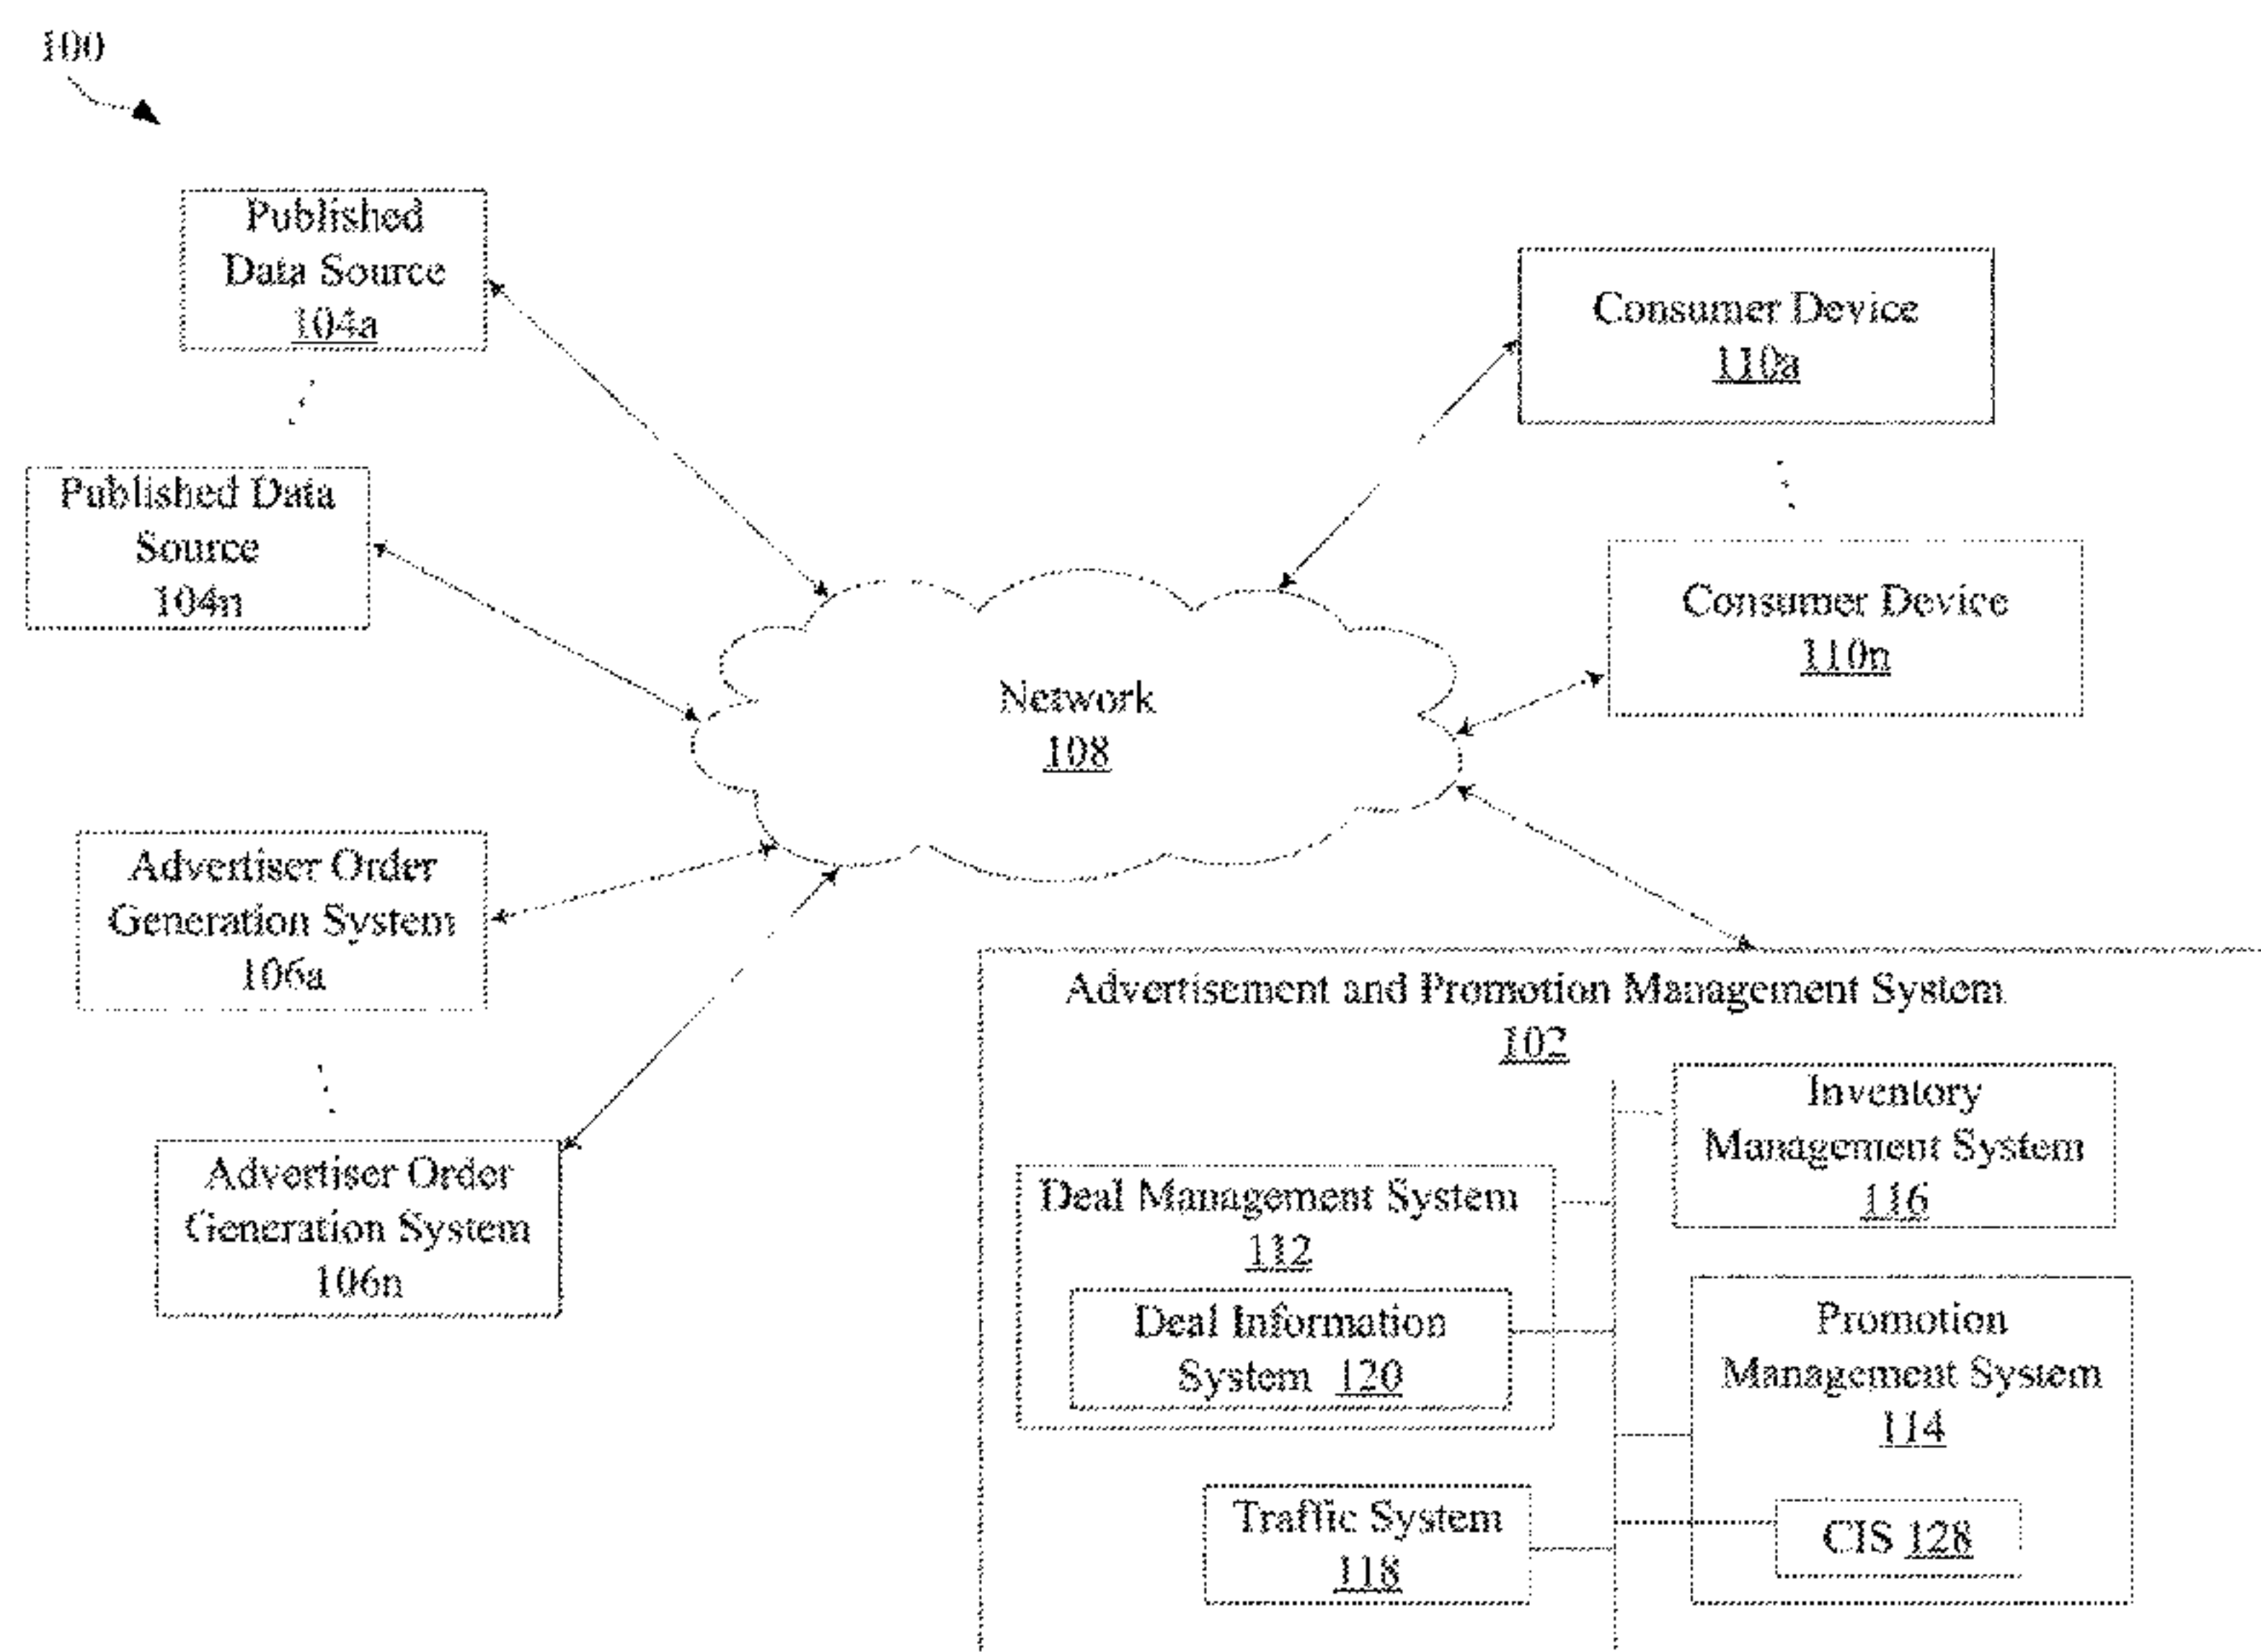 100
Published
Data Source
104a
Published Data
Source
104n
Consumer Device
110a
Consumer Device
110n
Network
108
Advertiser Order
Generation System
106a
Advertiser Order
Generation System
106n
Advertisement and Promotion Management System
102
Inventory
Management System
116
Deal Management System
112
Deal Information
System 120
Promotion
Management System
114
Traffic System
118
CIS 128